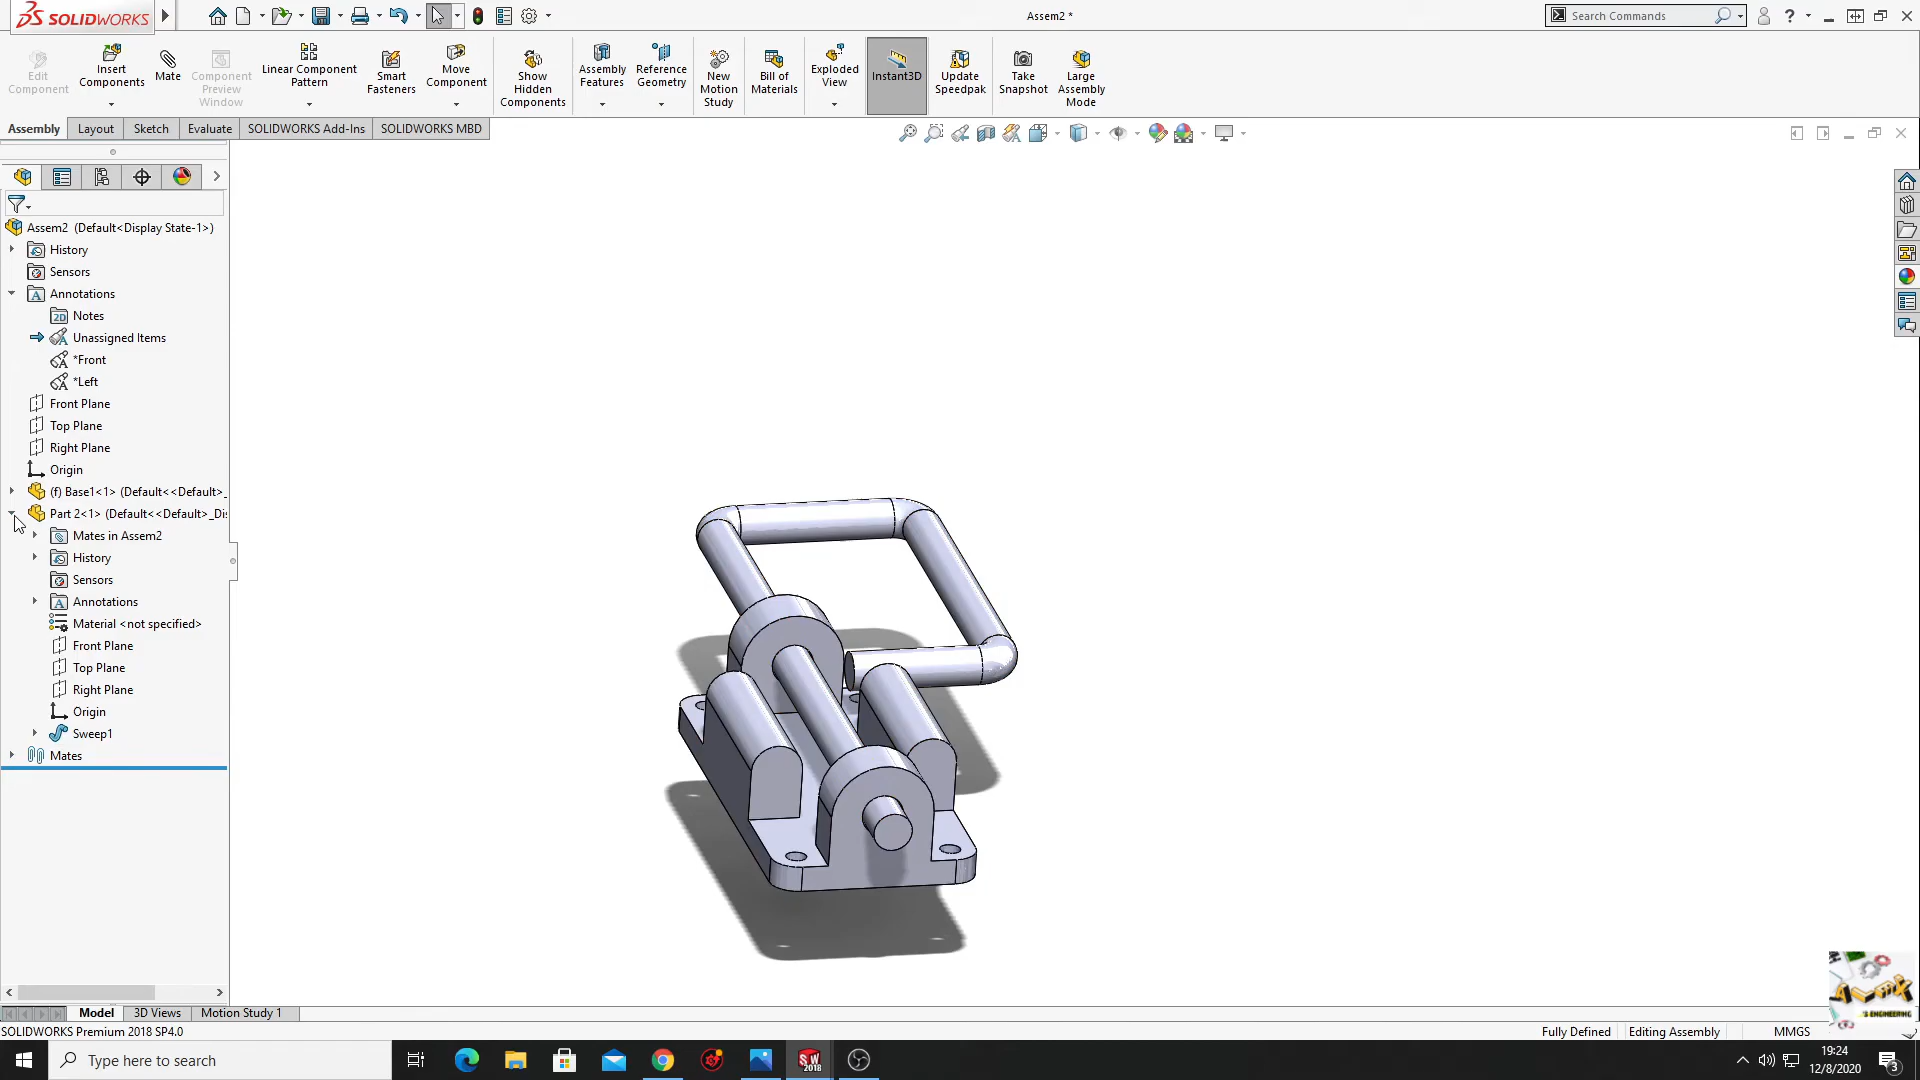 SOLIDWORKS
Assem2 *
Search Commands
Edit
Component
Insert
Components
Mate
Component
Preview
Window
Linear Component
Pattern
Smart
Fasteners
Move
Component
Show
Hidden
Components
Assembly
Features
Reference
Geometry
New
Motion
Study
Bill of
Materials
Exploded
View
Instant3D
Update
Speedpak
Take
Snapshot
Large
Assembly
Mode
Assembly
Layout
Sketch
Evaluate
SOLIDWORKS Add-Ins
SOLIDWORKS MBD
Assem2 (Default<Display State-1>)
History
Sensors
Annotations
Notes
Unassigned Items
*Front
*Left
Front Plane
Top Plane
Right Plane
Origin
(f) Base1<1> (Default<<Default>_
Part 2<1> (Default<<Default>_Dis
Mates in Assem2
History
Sensors
Annotations
Material <not specified>
Front Plane
Top Plane
Right Plane
Origin
Sweep1
Mates
Model
3D Views
Motion Study 1
SOLIDWORKS Premium 2018 SP4.0
Fully Defined
Editing Assembly
MMGS
'S ENGINEERING
Type here to search
SW
2018
19:24
12/8/2020
3